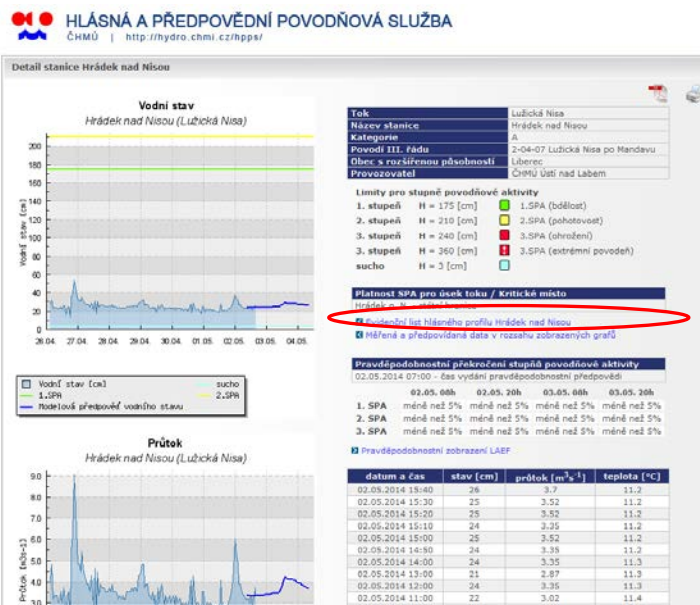 HLÁSNÁ A PŘEDPOVĚDNÍ POVODŇOVÁ SLUŽBA
ČHMÚ | http://hydro.chmi.cz/hpps/
Detail stanice Hrádek nad Nisou
Vodní stav
Hrádek nad Nisou (Lužická Nisa)
Vodní stav [cm]
200
180
160
140
120
100
80
60
40
20
0
28.04. 27.04. 28.04. 29.04. 30.04. 01.05. 02.05. 03.05. 04.05.
Vodní stav [cm] sucho
1.SPA 2.SPA
Modelová předpověď vodního stavu
Průtok
Hrádek nad Nisou (Lužická Nisa)
Průtok [m3s-1]
9.0
8.0
7.0
6.0
5.0
4.0
3.0
Tok Lužická Nisa
Název stanice Hrádek nad Nisou
Kategorie A
Povodí III. řádu 2-04-07 Lužická Nisa po Mandavu
Obec s rozšířenou působností Liberec
Provozovatel ČHMÚ Ústí nad Labem
Limity pro stupně povodňové aktivity
1. stupeň H = 175 [cm] 1.SPA (bdělost)
2. stupeň H = 210 [cm] 2.SPA (pohotovost)
3. stupeň H = 240 [cm] 3.SPA (ohrožení)
3. stupeň H = 360 [cm] 3.SPA (extrémní povodeň)
sucho H = 3 [cm]
Platnost SPA pro úsek toku / Kritické místo
Hrádek n. N. - státní hranice
Evidenční list hlásného profilu Hrádek nad Nisou
Měřená a předpovídaná data v rozsahu zobrazených grafů
Pravděpodobnostní překročení stupňů povodňové aktivity
02.05.2014 07:00 - čas vydání pravděpodobnostní předpovědi
02.05. 08h 02.05. 20h 03.05. 08h 03.05. 20h
1. SPA méně než 5% méně než 5% méně než 5% méně než 5%
2. SPA méně než 5% méně než 5% méně než 5% méně než 5%
3. SPA méně než 5% méně než 5% méně než 5% méně než 5%
Pravděpodobnostní zobrazení LAEF
datum a čas stav [cm] průtok [m3s-1] teplota [°C]
02.05.2014 15:40 26 3.7 11.2
02.05.2014 15:30 25 3.52 11.2
02.05.2014 15:20 25 3.52 11.2
02.05.2014 15:10 24 3.35 11.2
02.05.2014 15:00 25 3.52 11.2
02.05.2014 14:50 24 3.35 11.2
02.05.2014 14:00 24 3.35 11.3
02.05.2014 13:00 21 2.87 11.3
02.05.2014 12:00 24 3.35 11.3
02.05.2014 11:00 22 3.02 11.4